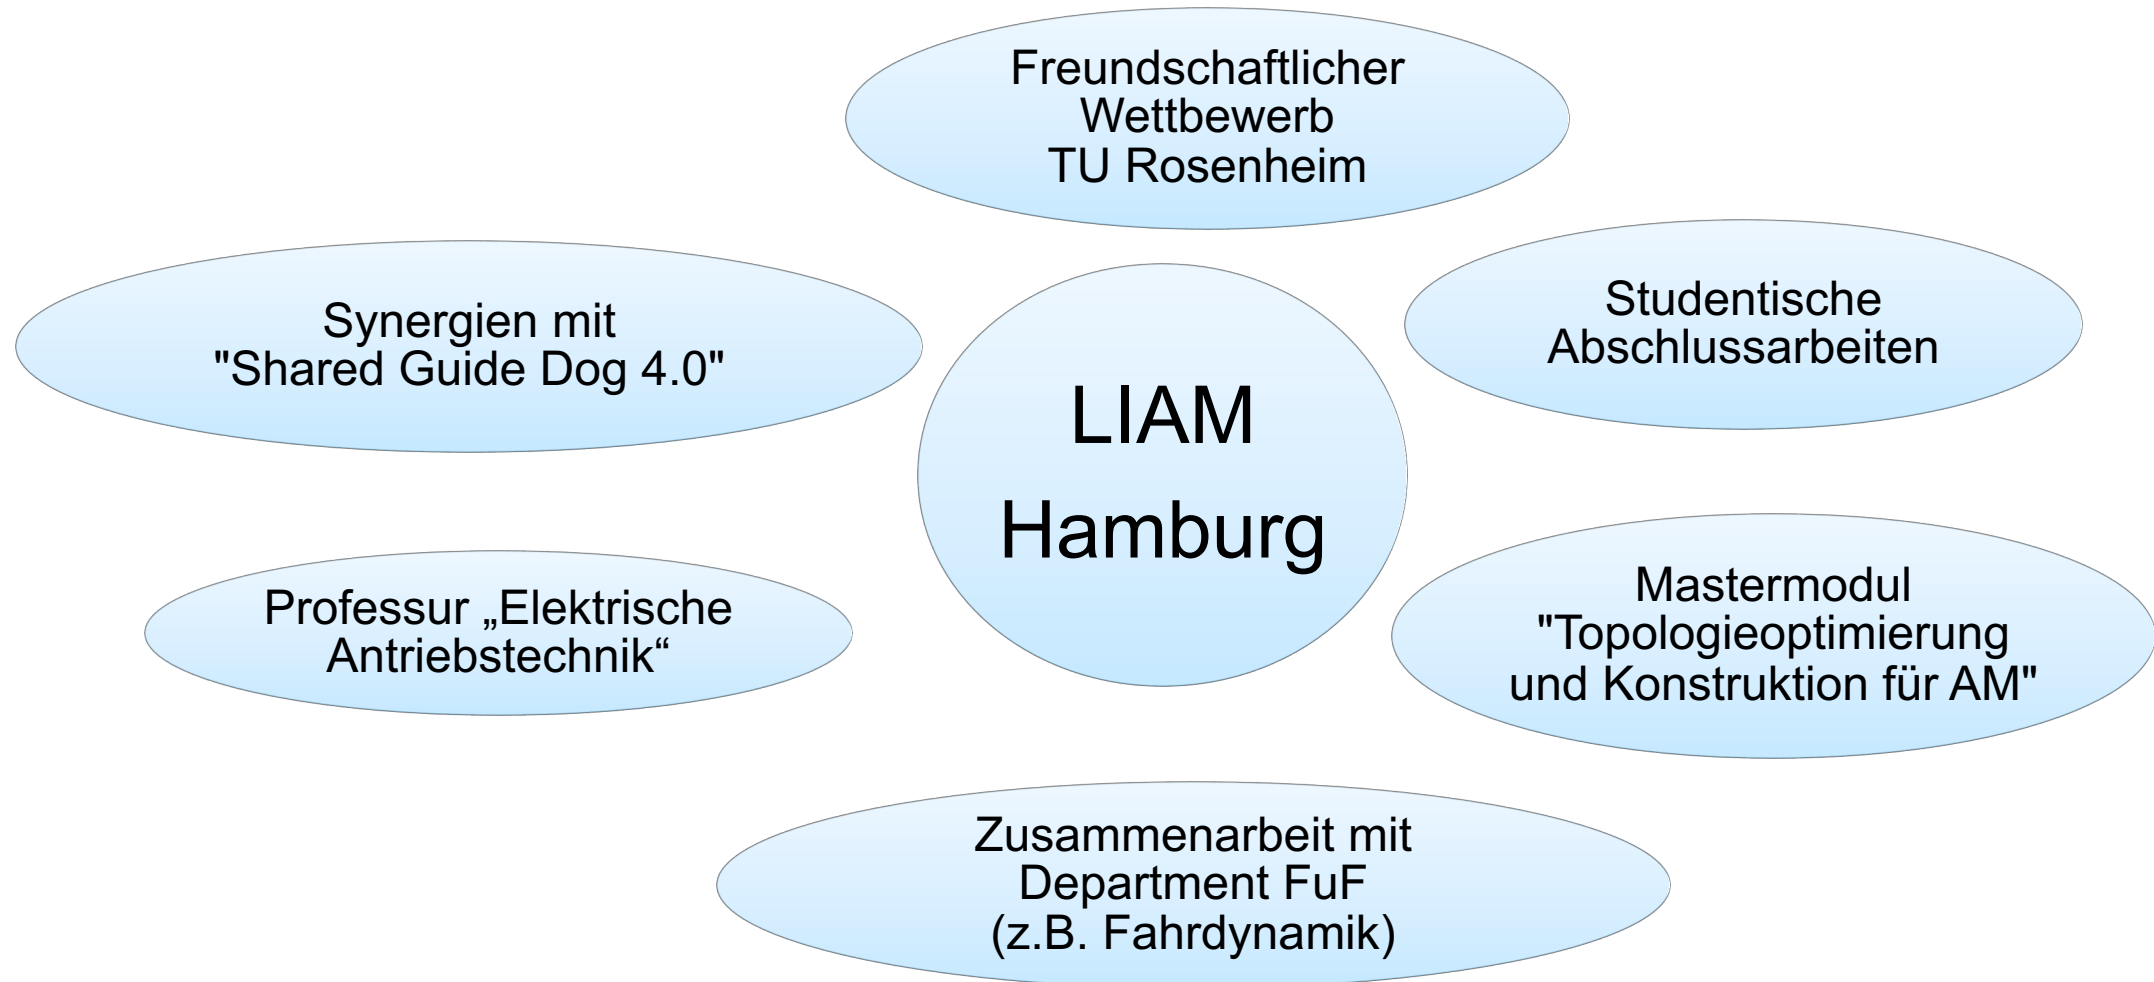 Freundschaftlicher
Wettbewerb
TU Rosenheim
Synergien mit
"Shared Guide Dog 4.0"
Studentische
Abschlussarbeiten
LIAM
Hamburg
Professur „Elektrische
Antriebstechnik“
Mastermodul
"Topologieoptimierung
und Konstruktion für AM"
Zusammenarbeit mit
Department FuF
(z.B. Fahrdynamik)